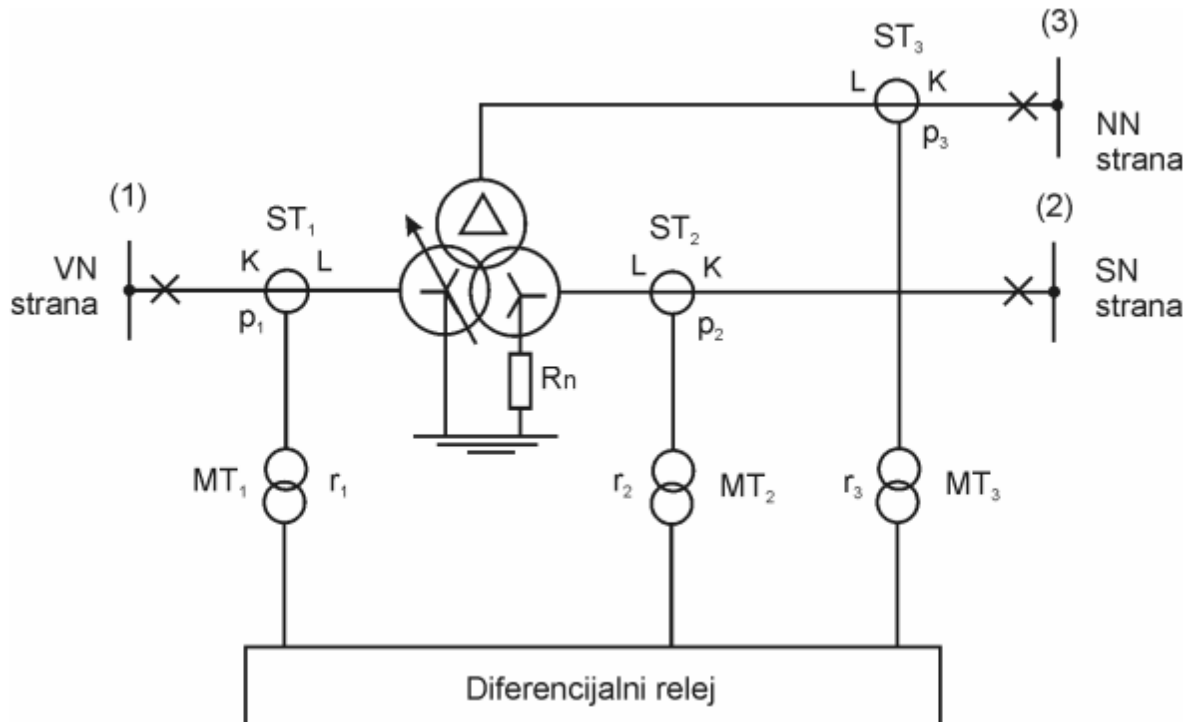 (3)
ST₃
L K
p₃
NN
strana
(1)
ST₁
K L
p₁
VN
strana
(2)
ST₂
L K
p₂
SN
strana
Rn
MT₁ r₁
r₂ MT₂
r₃ MT₃
Diferencijalni relej